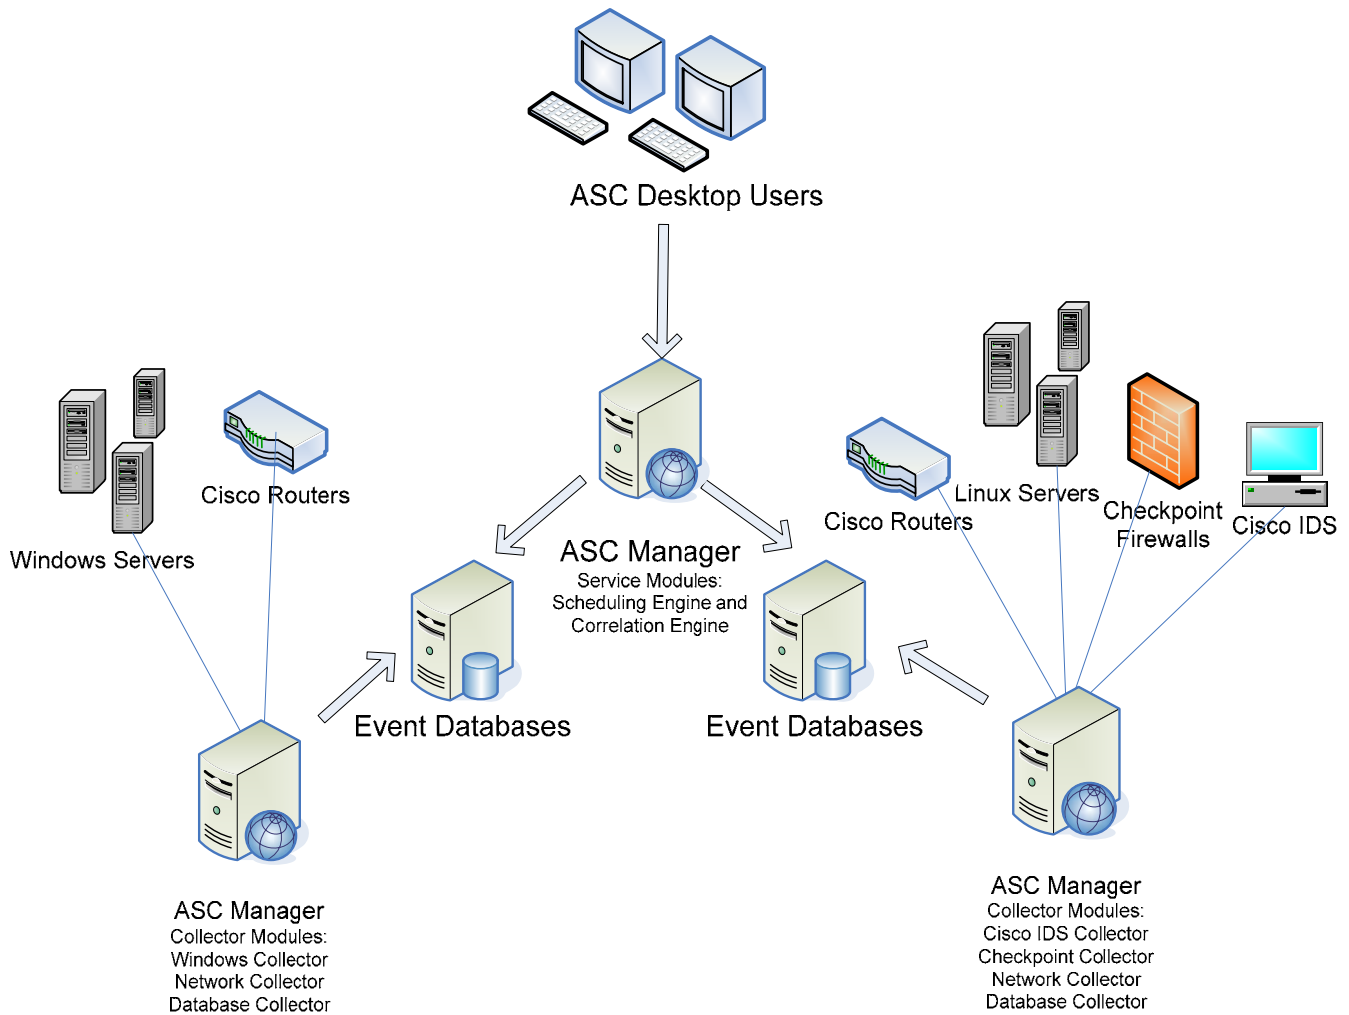 ASC Desktop Users
Cisco Routers
Windows Servers
Linux Servers
Cisco Routers
Checkpoint
Firewalls
Cisco IDS
ASC Manager
Service Modules:
Scheduling Engine and
Correlation Engine
Event Databases
Event Databases
ASC Manager
Collector Modules:
Windows Collector
Network Collector
Database Collector
ASC Manager
Collector Modules:
Cisco IDS Collector
Checkpoint Collector
Network Collector
Database Collector